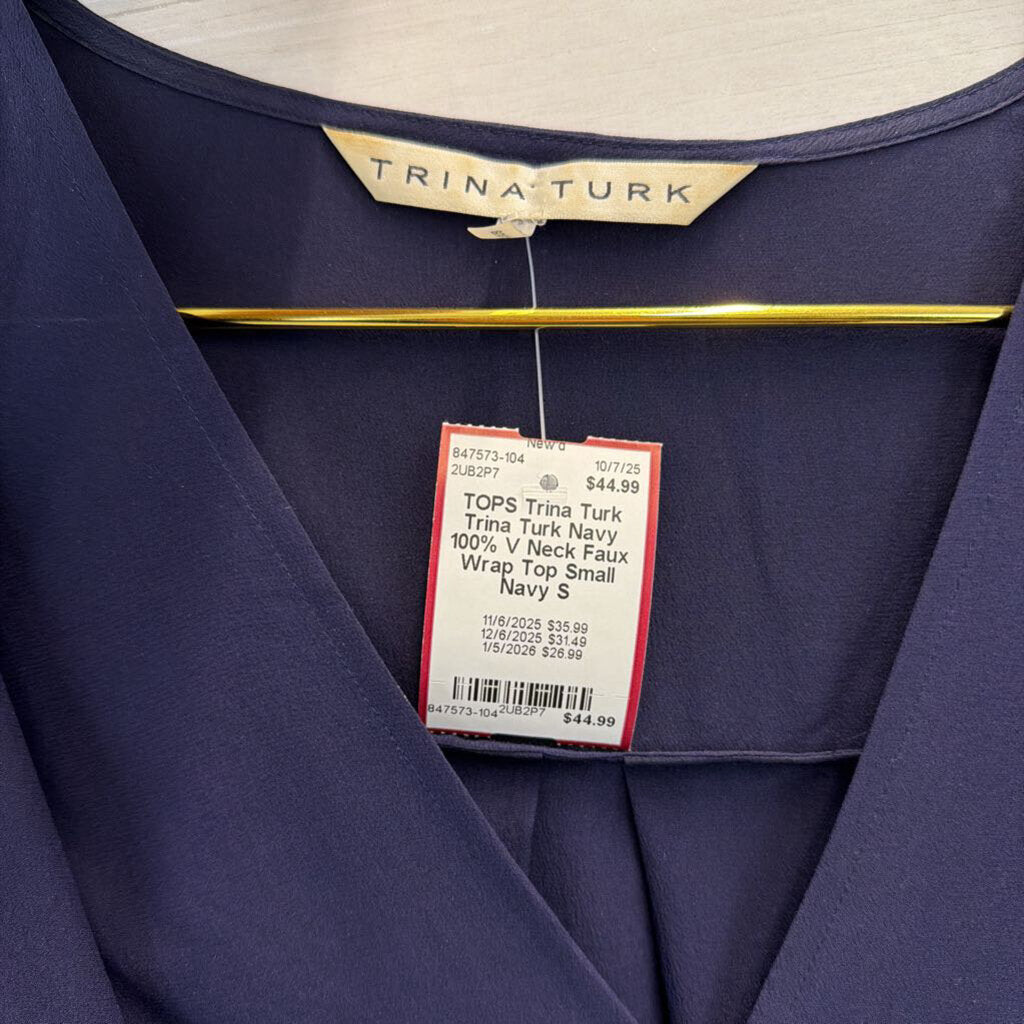 TRINA TURK
New'd
847573-104
10/7/25
2UB2P7
$44.99
TOPS Trina Turk
Trina Turk Navy
100% V Neck Faux
Wrap Top Small
Navy S
11/6/2025 $35.99
12/6/2025 $31.49
1/5/2026 $26.99
847573-104 2UB2P7 $44.99